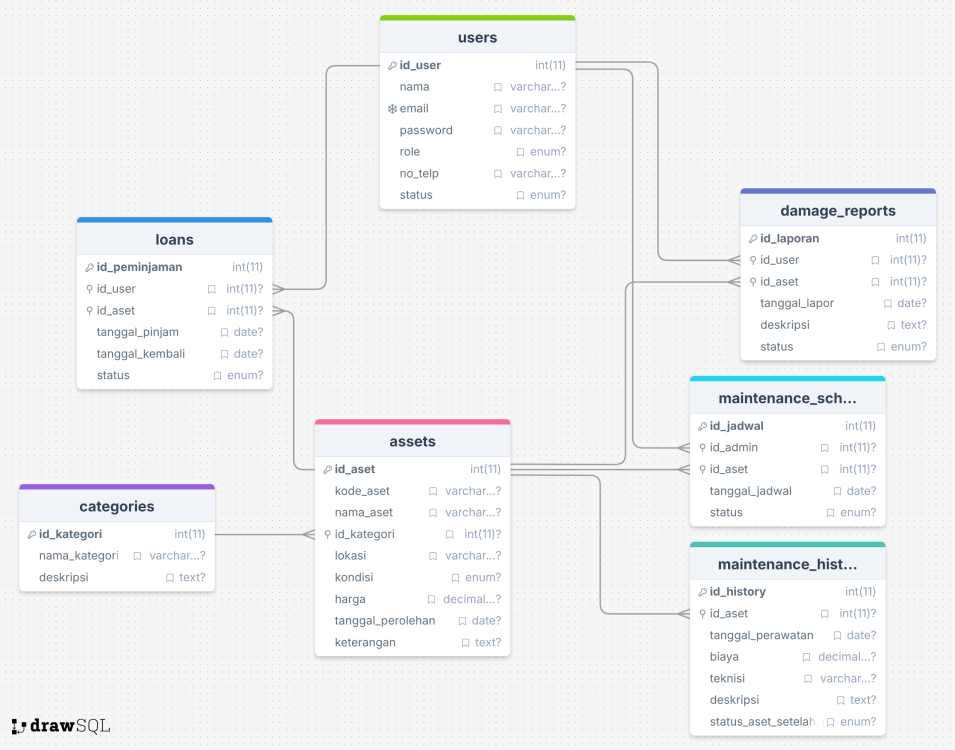 users
id_user int(11)
nama varchar...?
email varchar...?
password varchar...?
role enum?
no_telp varchar...?
status enum?
loans
id_peminjaman int(11)
id_user int(11)?
id_aset int(11)?
tanggal_pinjam date?
tanggal_kembali date?
status enum?
damage_reports
id_laporan int(11)
id_user int(11)?
id_aset int(11)?
tanggal_lapor date?
deskripsi text?
status enum?
maintenance_sch...
id_jadwal int(11)
id_admin int(11)?
id_aset int(11)?
tanggal_jadwal date?
status enum?
assets
id_aset int(11)
kode_aset varchar...?
nama_aset varchar...?
id_kategori int(11)?
lokasi varchar...?
kondisi enum?
harga decimal...?
tanggal_perolehan date?
keterangan text?
categories
id_kategori int(11)
nama_kategori varchar...?
deskripsi text?
maintenance_hist...
id_history int(11)
id_aset int(11)?
tanggal_perawatan date?
biaya decimal...?
teknisi varchar...?
deskripsi text?
status_aset_setelah enum?
drawSQL